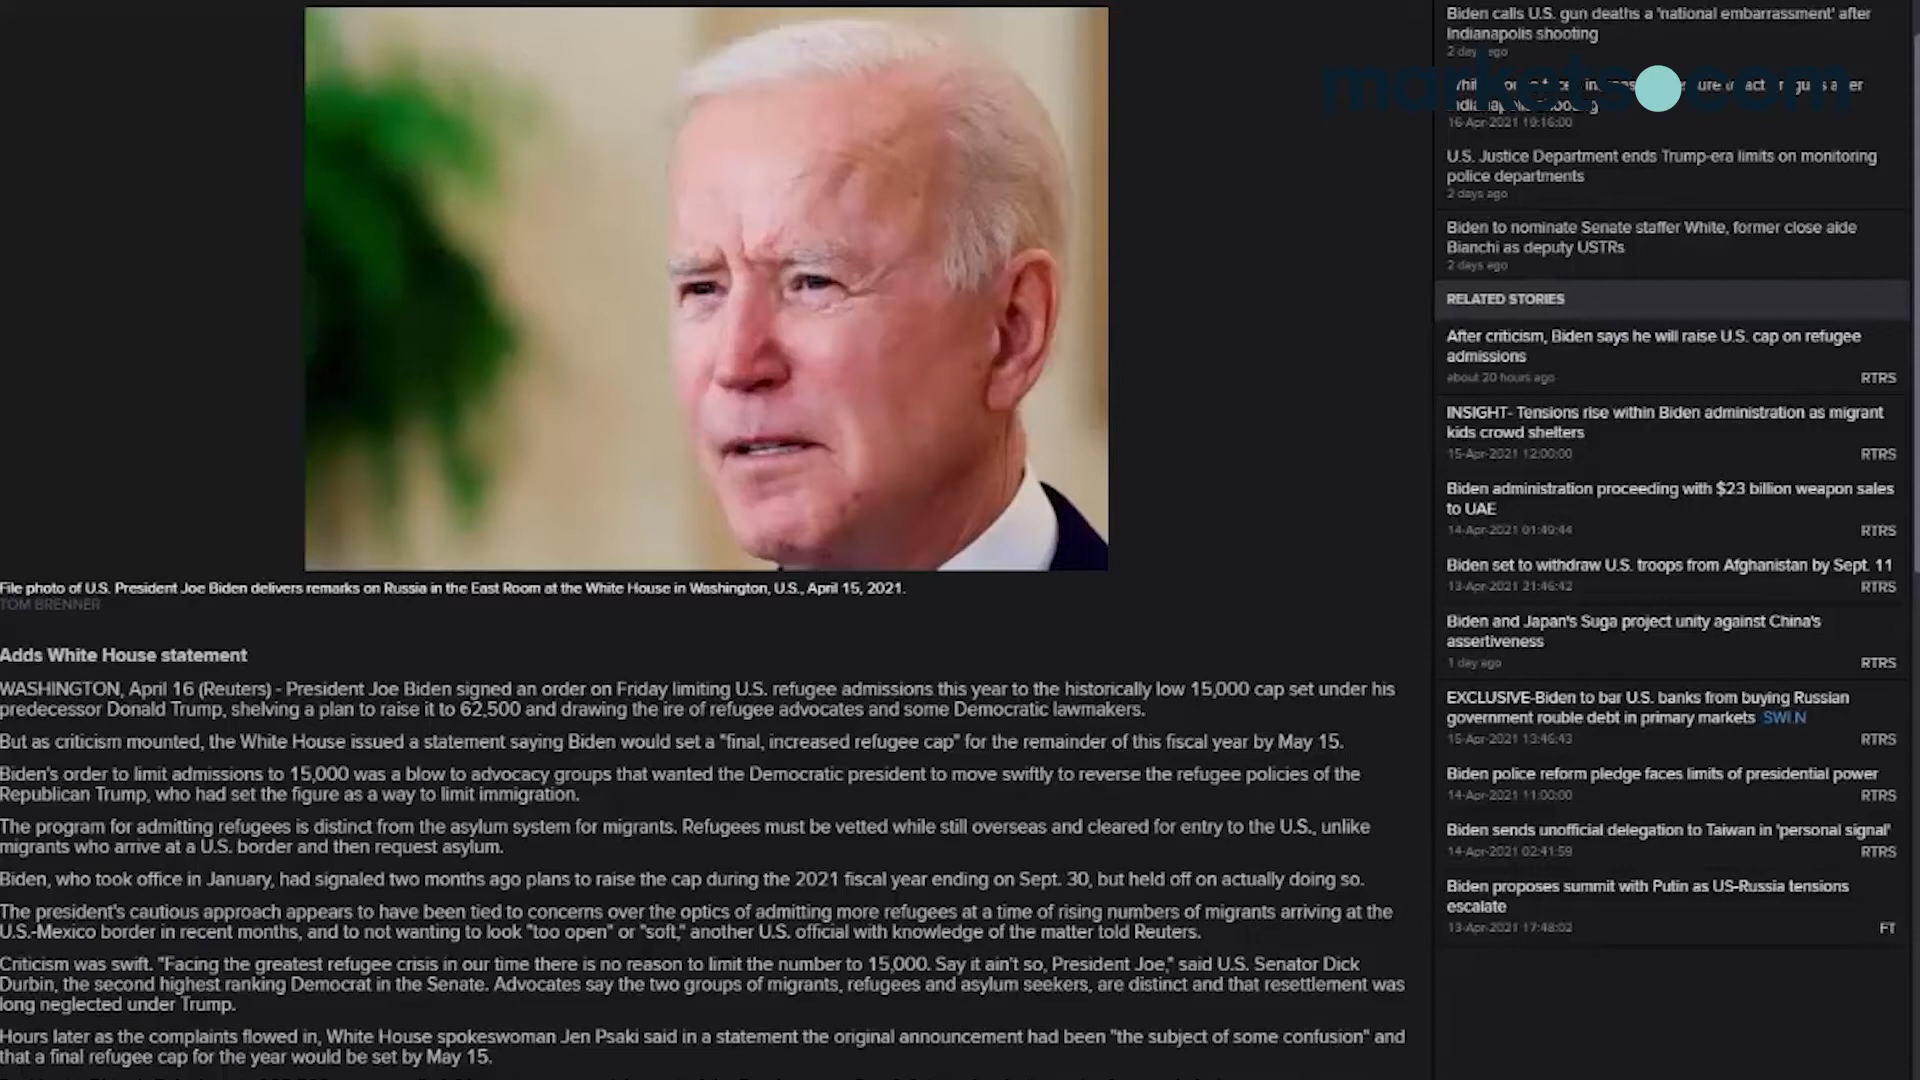 File photo of U.S. President Joe Biden delivers remarks on Russia in the East Room at the White House in Washington, U.S., April 15, 2021.
TOM BRENNER
Adds White House statement
WASHINGTON, April 16 (Reuters) - President Joe Biden signed an order on Friday limiting U.S. refugee admissions this year to the historically low 15,000 cap set under his
predecessor Donald Trump, shelving a plan to raise it to 62,500 and drawing the ire of refugee advocates and some Democratic lawmakers.
But as criticism mounted, the White House issued a statement saying Biden would set a "final, increased refugee cap" for the remainder of this fiscal year by May 15.
Biden's order to limit admissions to 15,000 was a blow to advocacy groups that wanted the Democratic president to move swiftly to reverse the refugee policies of the
Republican Trump, who had set the figure as a way to limit immigration.
The program for admitting refugees is distinct from the asylum system for migrants. Refugees must be vetted while still overseas and cleared for entry to the U.S., unlike
migrants who arrive at a U.S. border and then request asylum.
Biden, who took office in January, had signaled two months ago plans to raise the cap during the 2021 fiscal year ending on Sept. 30, but held off on actually doing so.
The president's cautious approach appears to have been tied to concerns over the optics of admitting more refugees at a time of rising numbers of migrants arriving at the
U.S.-Mexico border in recent months, and to not wanting to look "too open" or "soft," another U.S. official with knowledge of the matter told Reuters.
Criticism was swift. "Facing the greatest refugee crisis in our time there is no reason to limit the number to 15,000. Say it ain't so, President Joe," said U.S. Senator Dick
Durbin, the second highest ranking Democrat in the Senate. Advocates say the two groups of migrants, refugees and asylum seekers, are distinct and that resettlement was
long neglected under Trump.
Hours later as the complaints flowed in, White House spokeswoman Jen Psaki said in a statement the original announcement had been "the subject of some confusion" and
that a final refugee cap for the year would be set by May 15.
Biden calls U.S. gun deaths a 'national embarrassment' after
Indianapolis shooting
2 day ago
markets.com
16-Apr-2021 19:16:00
U.S. Justice Department ends Trump-era limits on monitoring
police departments
2 days ago
Biden to nominate Senate staffer White, former close aide
Bianchi as deputy USTRs
2 days ago
RELATED STORIES
After criticism, Biden says he will raise U.S. cap on refugee
admissions
about 20 hours ago RTRS
INSIGHT- Tensions rise within Biden administration as migrant
kids crowd shelters
15-Apr-2021 12:00:00 RTRS
Biden administration proceeding with $23 billion weapon sales
to UAE
14-Apr-2021 01:49:44 RTRS
Biden set to withdraw U.S. troops from Afghanistan by Sept. 11
13-Apr-2021 21:46:42 RTRS
Biden and Japan's Suga project unity against China's
assertiveness
1 day ago RTRS
EXCLUSIVE-Biden to bar U.S. banks from buying Russian
government rouble debt in primary markets SWI.N
15-Apr-2021 13:46:43 RTRS
Biden police reform pledge faces limits of presidential power
14-Apr-2021 11:00:00 RTRS
Biden sends unofficial delegation to Taiwan in 'personal signal'
14-Apr-2021 02:41:59 RTRS
Biden proposes summit with Putin as US-Russia tensions
escalate
13-Apr-2021 17:48:02 FT